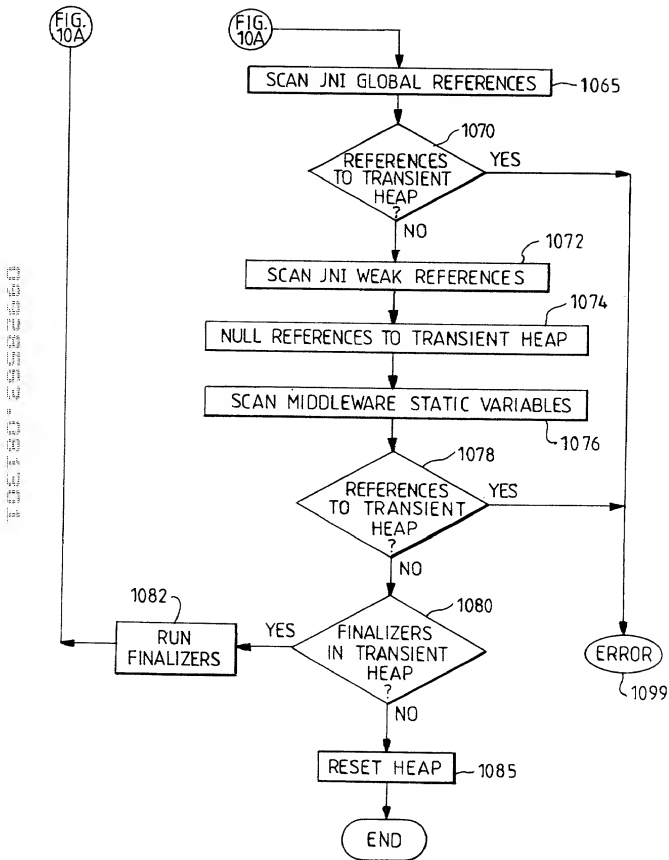 FIG.
10A
FIG.
10A
SCAN JNI GLOBAL REFERENCES
1065
1070
REFERENCES
TO TRANSIENT
HEAP
?
YES
NO
1072
SCAN JNI WEAK REFERENCES
1074
NULL REFERENCES TO TRANSIENT HEAP
SCAN MIDDLEWARE STATIC VARIABLES
1076
1078
REFERENCES
TO TRANSIENT
HEAP
?
YES
NO
1082
RUN
FINALIZERS
YES
1080
FINALIZERS
IN TRANSIENT
HEAP
?
NO
ERROR
1099
RESET HEAP
1085
END